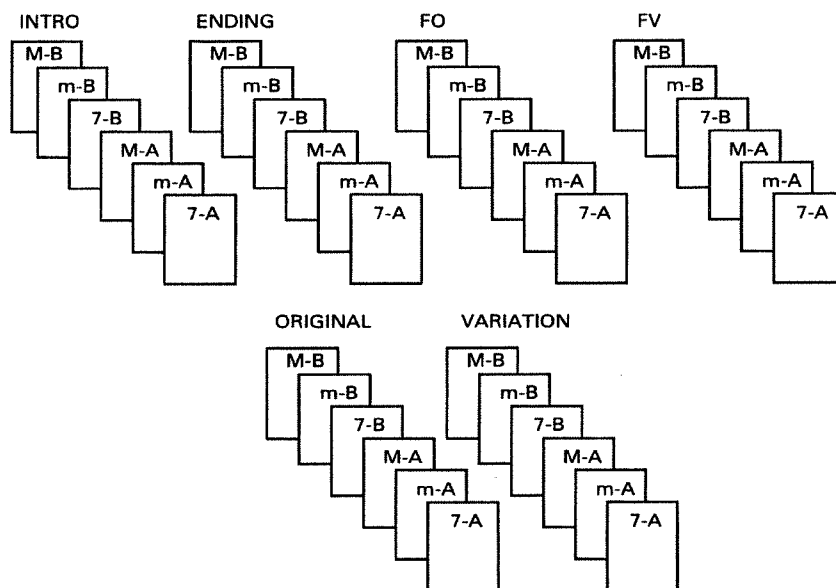 INTRO ENDING FO FV
M-B M-B M-B M-B
m-B m-B m-B m-B
7-B 7-B 7-B 7-B
M-A M-A M-A M-A
m-A m-A m-A m-A
7-A 7-A 7-A 7-A
ORIGINAL VARIATION
M-B M-B
m-B m-B
7-B 7-B
M-A M-A
m-A m-A
7-A 7-A